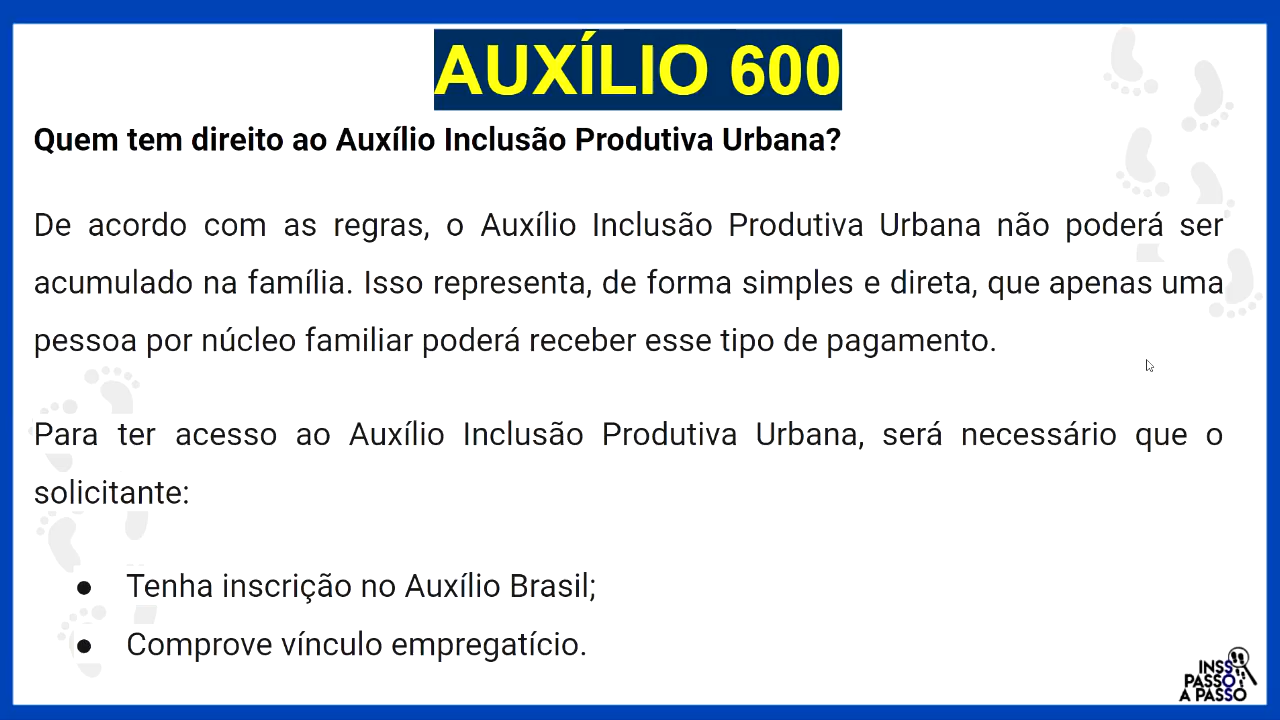 AUXÍLIO 600
Quem tem direito ao Auxílio Inclusão Produtiva Urbana?
De acordo com as regras, o Auxílio Inclusão Produtiva Urbana não poderá ser
acumulado na família. Isso representa, de forma simples e direta, que apenas uma
pessoa por núcleo familiar poderá receber esse tipo de pagamento.
Para ter acesso ao Auxílio Inclusão Produtiva Urbana, será necessário que o
solicitante:
● Tenha inscrição no Auxílio Brasil;
● Comprove vínculo empregatício.
INSS
PASSO
A PASSO